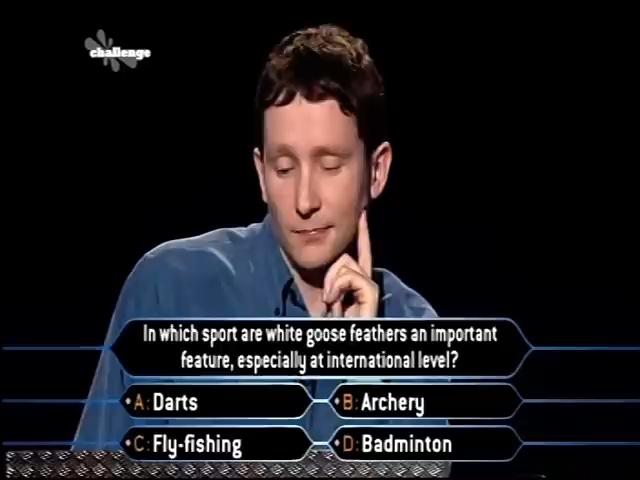 challenge
In which sport are white goose feathers an important
feature, especially at international level?
A: Darts
B: Archery
C: Fly-fishing
D: Badminton